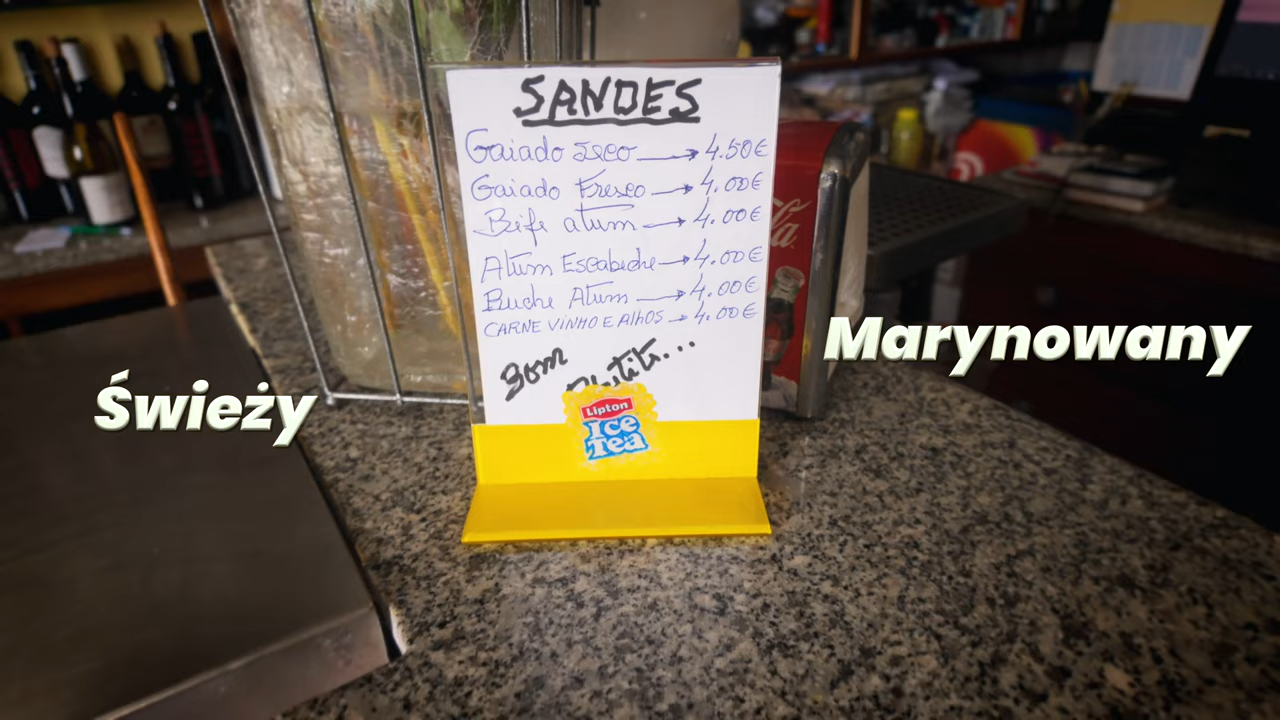 SANDES
Gaiado seco → 4.50€
Gaiado Fresco → 4.00€
Bife atum → 4.00€
Atum Escabeche → 4.00€
Buche Atum → 4.00€
CARNE VINHO E AlhOS → 4.00€
Bom
Lipton
Ice
Tea
Świeży
Marynowany